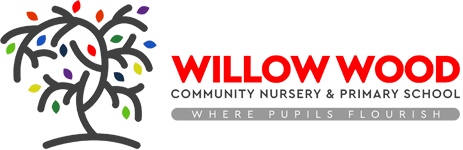 WILLOW WOOD
COMMUNITY NURSERY & PRIMARY SCHOOL
WHERE PUPILS FLOURISH